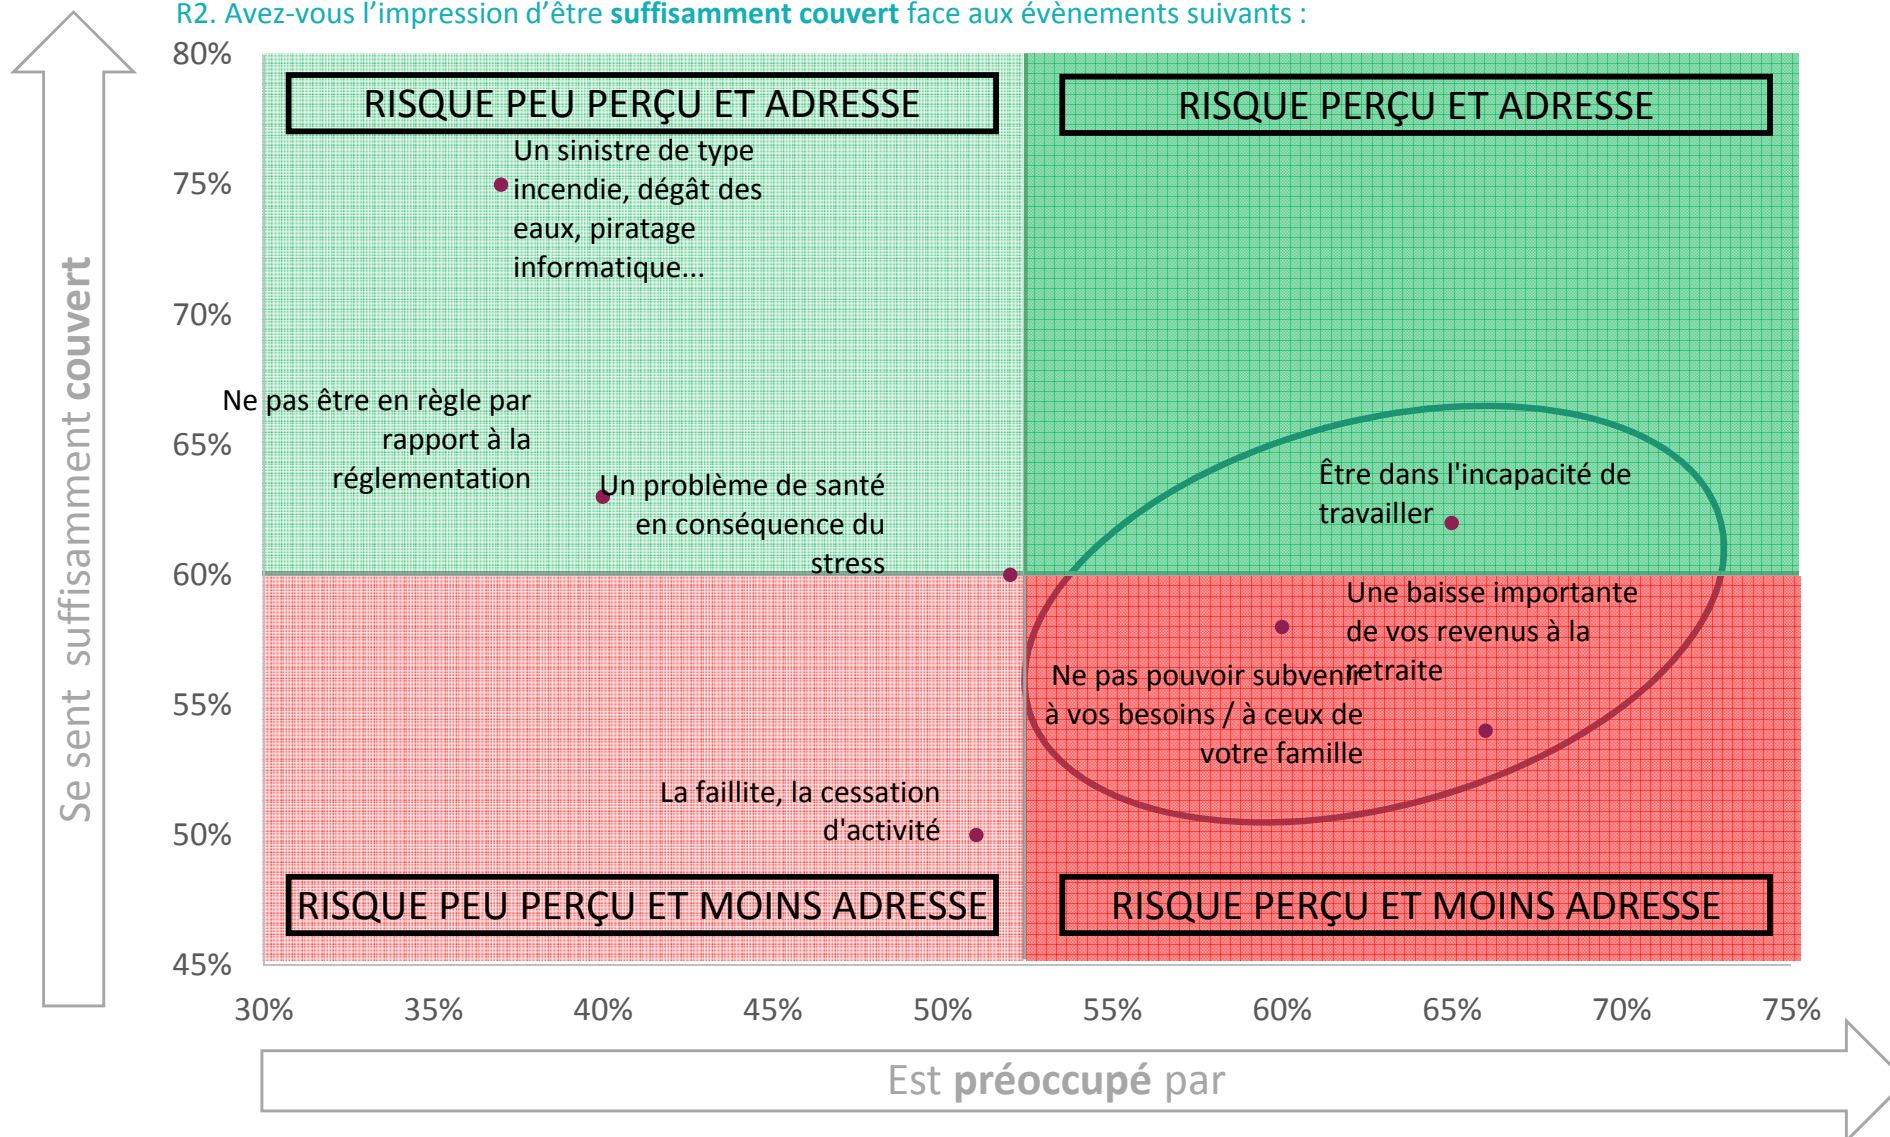 R2. Avez-vous l'impression d'être suffisamment couvert face aux évènements suivants :
Se sent suffisamment couvert
80%
75%
70%
65%
60%
55%
50%
45%
RISQUE PEU PERÇU ET ADRESSE
RISQUE PERÇU ET ADRESSE
Un sinistre de type
incendie, dégât des
eaux, piratage
informatique...
Ne pas être en règle par
rapport à la
réglementation
Un problème de santé
en conséquence du
stress
Être dans l'incapacité de
travailler
Une baisse importante
de vos revenus à la
retraite
Ne pas pouvoir subvenir
à vos besoins / à ceux de
votre famille
La faillite, la cessation
d'activité
RISQUE PEU PERÇU ET MOINS ADRESSE
RISQUE PERÇU ET MOINS ADRESSE
30%
35%
40%
45%
50%
55%
60%
65%
70%
75%
Est préoccupé par